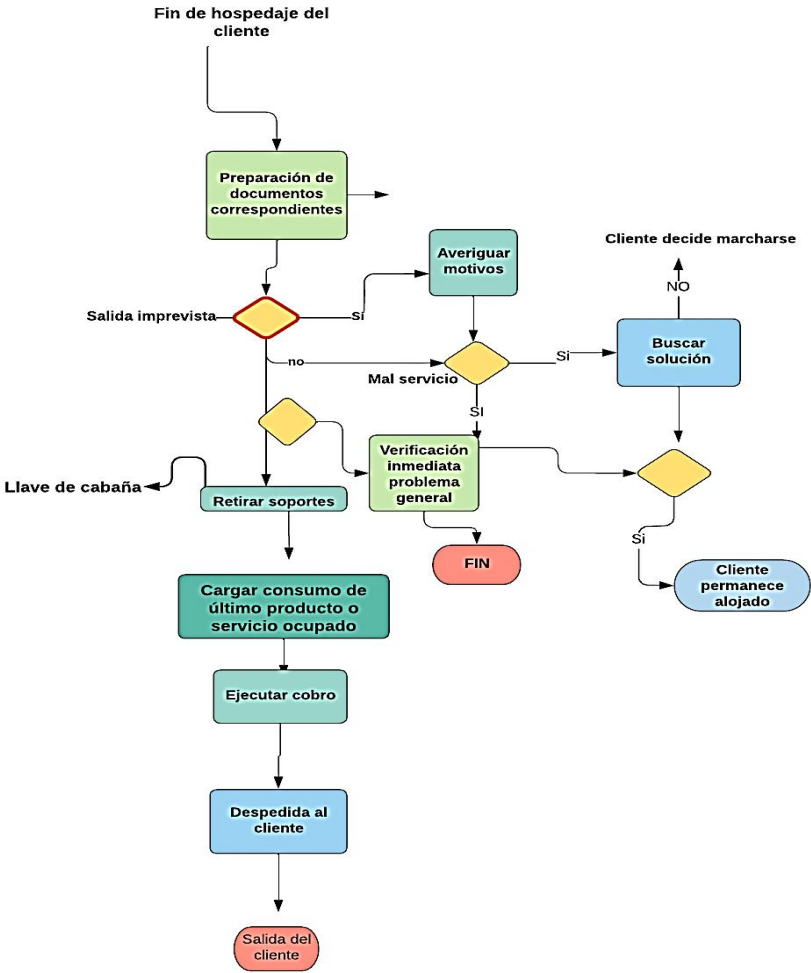 Fin de hospedaje del
cliente
Preparación de
documentos
correspondientes
Averiguar
motivos
Cliente decide marcharse
NO
Salida imprevista
si
Buscar
solución
no
Mal servicio
Si
SI
Verificación
inmediata
problema
general
Llave de cabaña
Retirar soportes
Si
FIN
Cliente
permanece
alojado
Cargar consumo de
último producto o
servicio ocupado
Ejecutar cobro
Despedida al
cliente
Salida del
cliente